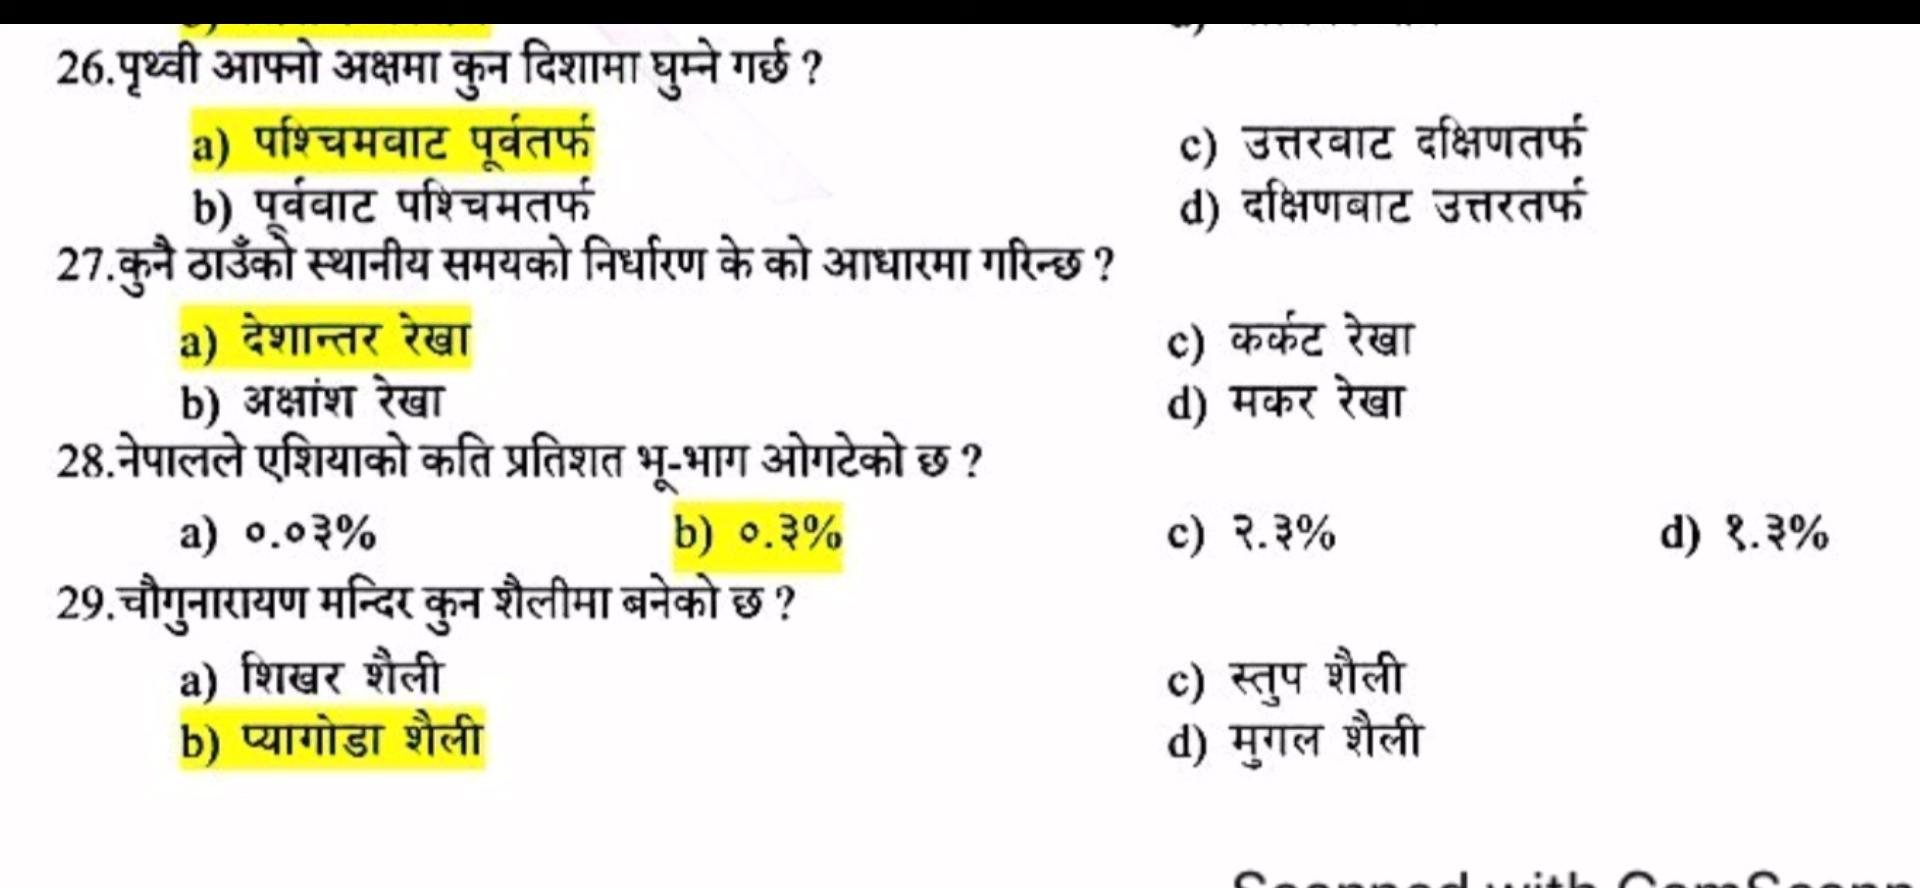 26.पृथ्वी आफ्नो अक्षमा कुन दिशामा घुम्ने गर्छ ?
a) पश्चिमबाट पूर्वतर्फ c) उत्तरबाट दक्षिणतर्फ
b) पूर्वबाट पश्चिमतर्फ d) दक्षिणबाट उत्तरतर्फ
27.कुनै ठाउँको स्थानीय समयको निर्धारण के को आधारमा गरिन्छ ?
a) देशान्तर रेखा c) कर्कट रेखा
b) अक्षांश रेखा d) मकर रेखा
28.नेपालले एशियाको कति प्रतिशत भू-भाग ओगटेको छ ?
a) ०.०३% b) ०.३% c) २.३% d) १.३%
29.चौगुनारायण मन्दिर कुन शैलीमा बनेको छ ?
a) शिखर शैली c) स्तुप शैली
b) प्यागोडा शैली d) मुगल शैली